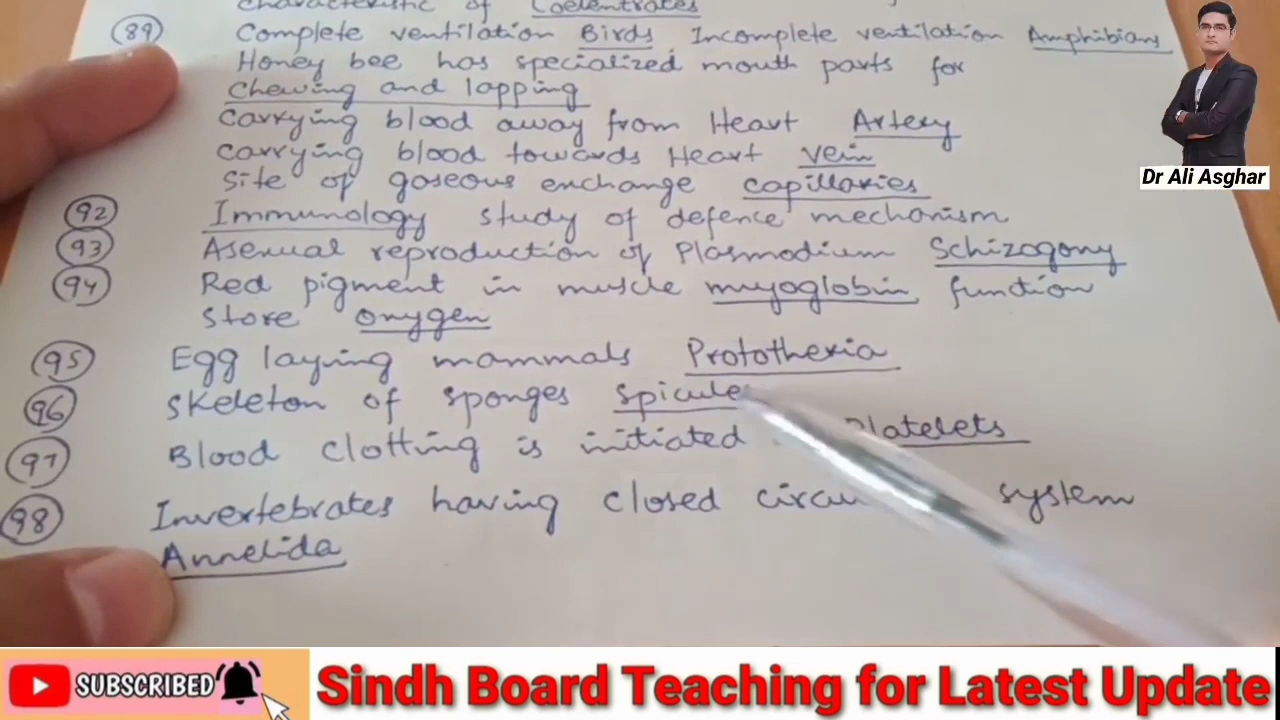 characteristic of Coelentrates
89 Complete ventilation Birds Incomplete ventilation Amphibians
Honey bee has specialized mouth parts for
chewing and lapping
carrying blood away from Heart Artery
carrying blood towards Heart vein
Site of gaseous exchange capillaries
92 Immunology study of defence mechanism
93 Asexual reproduction of Plasmodium Schizogony
94 Red pigment in muscle myoglobin function
store oxygen
95 Egg laying mammals Prototheria
96 Skeleton of sponges spicules
97 Blood clotting is initiated Platelets
98 Invertebrates having closed system
Annelida
Dr Ali Asghar
SUBSCRIBED
Sindh Board Teaching for Latest Update